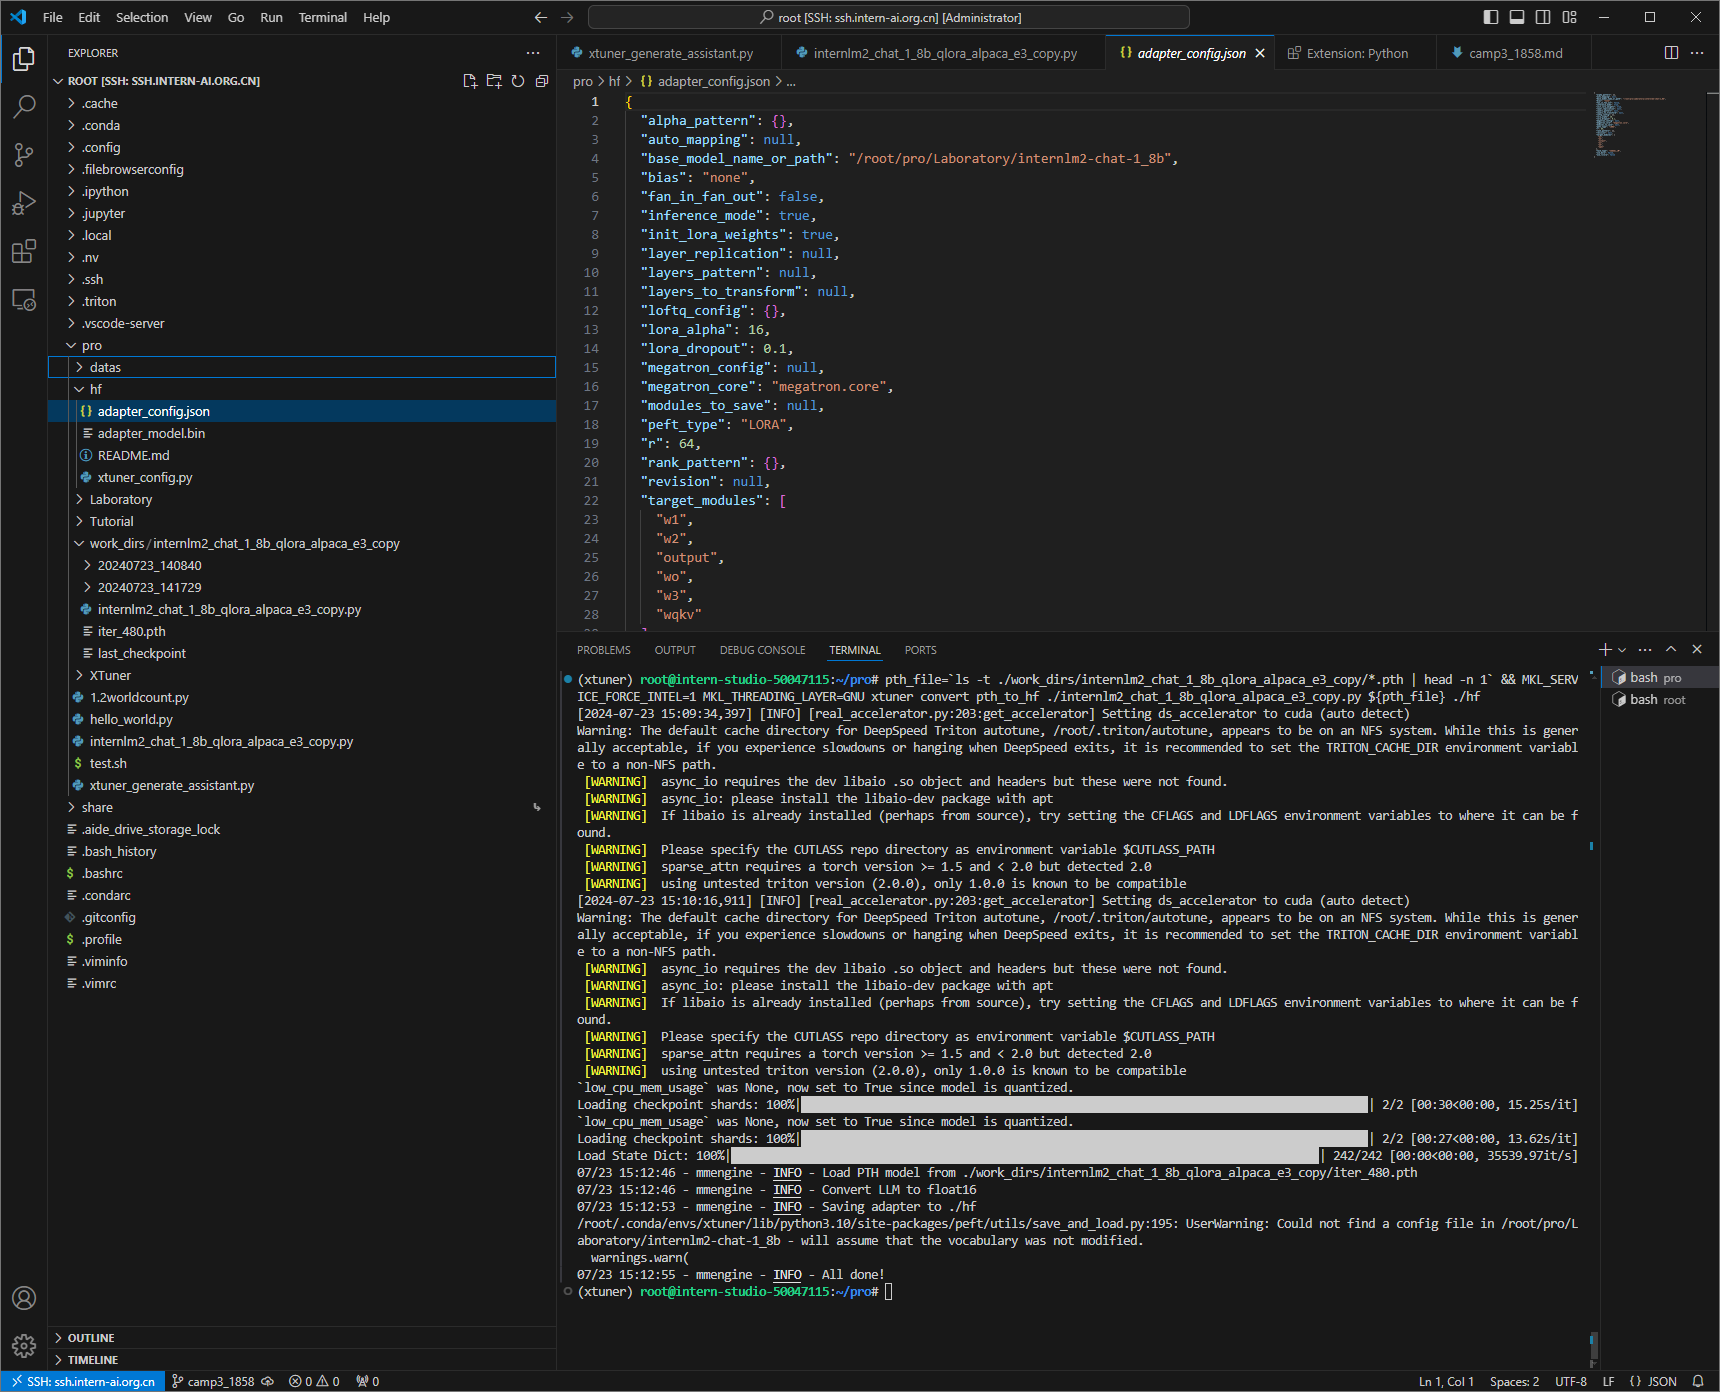 File Edit Selection View Go Run Terminal Help
root [SSH: ssh.intern-ai.org.cn] [Administrator]
EXPLORER
ROOT [SSH: SSH.INTERN-AI.ORG.CN]
.cache
.conda
.config
.filebrowserconfig
.ipython
.jupyter
.local
.nv
.ssh
.triton
.vscode-server
pro
datas
hf
{} adapter_config.json
adapter_model.bin
README.md
xtuner_config.py
Laboratory
Tutorial
work_dirs/internlm2_chat_1_8b_qlora_alpaca_e3_copy
20240723_140840
20240723_141729
internlm2_chat_1_8b_qlora_alpaca_e3_copy.py
iter_480.pth
last_checkpoint
XTuner
1.2worldcount.py
hello_world.py
internlm2_chat_1_8b_qlora_alpaca_e3_copy.py
$ test.sh
xtuner_generate_assistant.py
share
.aide_drive_storage_lock
.bash_history
$ .bashrc
.condarc
.gitconfig
$ .profile
.viminfo
.vimrc
OUTLINE
TIMELINE
xtuner_generate_assistant.py
internlm2_chat_1_8b_qlora_alpaca_e3_copy.py
{} adapter_config.json
Extension: Python
camp3_1858.md
pro > hf > {} adapter_config.json > ...
1 {
2 "alpha_pattern": {},
3 "auto_mapping": null,
4 "base_model_name_or_path": "/root/pro/Laboratory/internlm2-chat-1_8b",
5 "bias": "none",
6 "fan_in_fan_out": false,
7 "inference_mode": true,
8 "init_lora_weights": true,
9 "layer_replication": null,
10 "layers_pattern": null,
11 "layers_to_transform": null,
12 "loftq_config": {},
13 "lora_alpha": 16,
14 "lora_dropout": 0.1,
15 "megatron_config": null,
16 "megatron_core": "megatron.core",
17 "modules_to_save": null,
18 "peft_type": "LORA",
19 "r": 64,
20 "rank_pattern": {},
21 "revision": null,
22 "target_modules": [
23 "w1",
24 "w2",
25 "output",
26 "wo",
27 "w3",
28 "wqkv"
PROBLEMS OUTPUT DEBUG CONSOLE TERMINAL PORTS
(xtuner) root@intern-studio-50047115:~/pro# pth_file=`ls -t ./work_dirs/internlm2_chat_1_8b_qlora_alpaca_e3_copy/*.pth | head -n 1` && MKL_SERV
ICE_FORCE_INTEL=1 MKL_THREADING_LAYER=GNU xtuner convert pth_to_hf ./internlm2_chat_1_8b_qlora_alpaca_e3_copy.py ${pth_file} ./hf
[2024-07-23 15:09:34,397] [INFO] [real_accelerator.py:203:get_accelerator] Setting ds_accelerator to cuda (auto detect)
Warning: The default cache directory for DeepSpeed Triton autotune, /root/.triton/autotune, appears to be on an NFS system. While this is gener
ally acceptable, if you experience slowdowns or hanging when DeepSpeed exits, it is recommended to set the TRITON_CACHE_DIR environment variabl
e to a non-NFS path.
[WARNING] async_io requires the dev libaio .so object and headers but these were not found.
[WARNING] async_io: please install the libaio-dev package with apt
[WARNING] If libaio is already installed (perhaps from source), try setting the CFLAGS and LDFLAGS environment variables to where it can be f
ound.
[WARNING] Please specify the CUTLASS repo directory as environment variable $CUTLASS_PATH
[WARNING] sparse_attn requires a torch version >= 1.5 and < 2.0 but detected 2.0
[WARNING] using untested triton version (2.0.0), only 1.0.0 is known to be compatible
[2024-07-23 15:10:16,911] [INFO] [real_accelerator.py:203:get_accelerator] Setting ds_accelerator to cuda (auto detect)
Warning: The default cache directory for DeepSpeed Triton autotune, /root/.triton/autotune, appears to be on an NFS system. While this is gener
ally acceptable, if you experience slowdowns or hanging when DeepSpeed exits, it is recommended to set the TRITON_CACHE_DIR environment variabl
e to a non-NFS path.
[WARNING] async_io requires the dev libaio .so object and headers but these were not found.
[WARNING] async_io: please install the libaio-dev package with apt
[WARNING] If libaio is already installed (perhaps from source), try setting the CFLAGS and LDFLAGS environment variables to where it can be f
ound.
[WARNING] Please specify the CUTLASS repo directory as environment variable $CUTLASS_PATH
[WARNING] sparse_attn requires a torch version >= 1.5 and < 2.0 but detected 2.0
[WARNING] using untested triton version (2.0.0), only 1.0.0 is known to be compatible
`low_cpu_mem_usage` was None, now set to True since model is quantized.
Loading checkpoint shards: 100%| | 2/2 [00:30<00:00, 15.25s/it]
`low_cpu_mem_usage` was None, now set to True since model is quantized.
Loading checkpoint shards: 100%| | 2/2 [00:27<00:00, 13.62s/it]
Load State Dict: 100%| | 242/242 [00:00<00:00, 35539.97it/s]
07/23 15:12:46 - mmengine - INFO - Load PTH model from ./work_dirs/internlm2_chat_1_8b_qlora_alpaca_e3_copy/iter_480.pth
07/23 15:12:46 - mmengine - INFO - Convert LLM to float16
07/23 15:12:53 - mmengine - INFO - Saving adapter to ./hf
/root/.conda/envs/xtuner/lib/python3.10/site-packages/peft/utils/save_and_load.py:195: UserWarning: Could not find a config file in /root/pro/L
aboratory/internlm2-chat-1_8b - will assume that the vocabulary was not modified.
warnings.warn(
07/23 15:12:55 - mmengine - INFO - All done!
(xtuner) root@intern-studio-50047115:~/pro#
bash pro
bash root
SSH: ssh.intern-ai.org.cn camp3_1858 0 0 0
Ln 1, Col 1 Spaces: 2 UTF-8 LF {} JSON